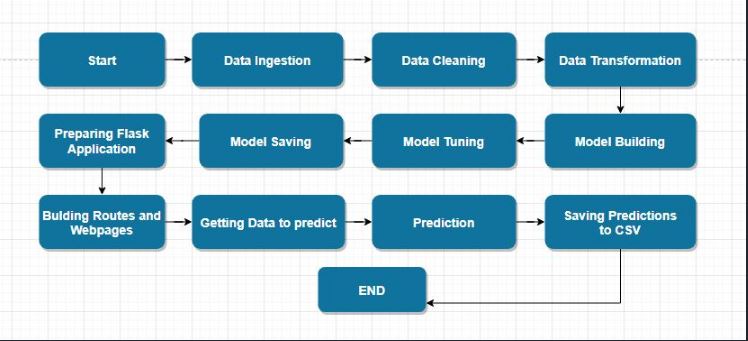 Start
Data Ingestion
Data Cleaning
Data Transformation
Preparing Flask
Application
Model Saving
Model Tuning
Model Building
Bulding Routes and
Webpages
Getting Data to predict
Prediction
Saving Predictions
to CSV
END